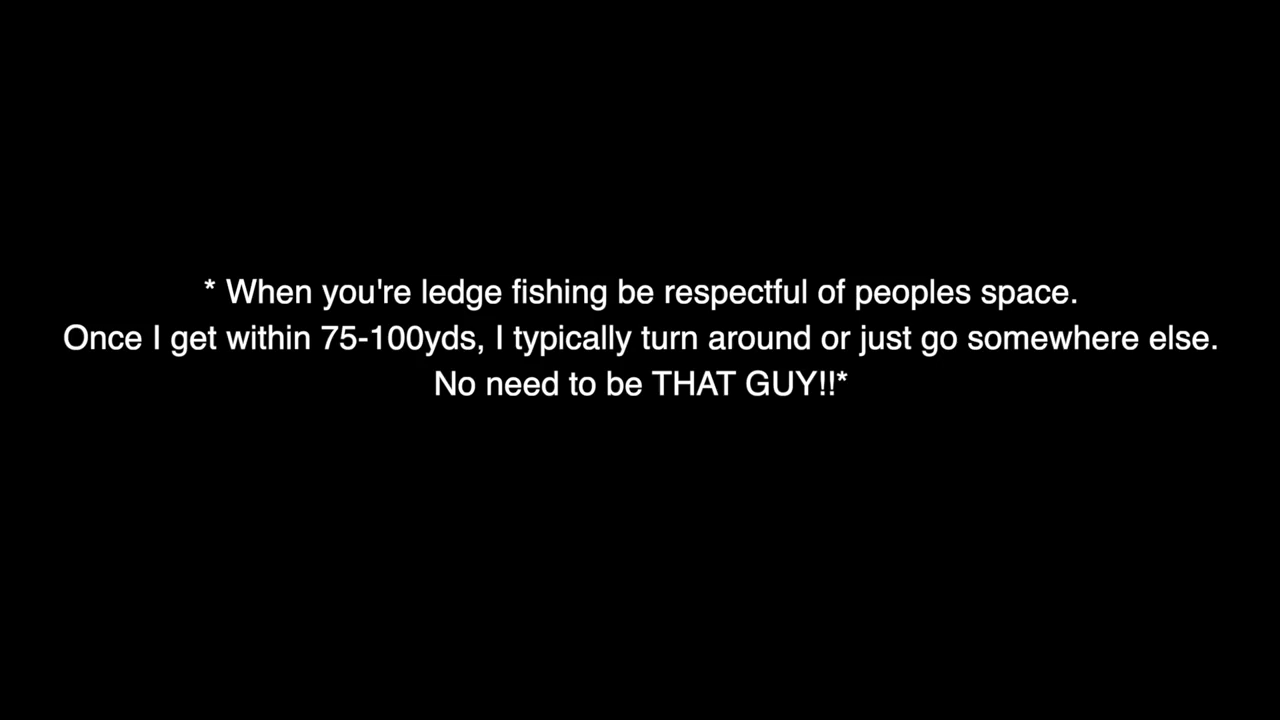 * When you're ledge fishing be respectful of peoples space.
Once I get within 75-100yds, I typically turn around or just go somewhere else.
No need to be THAT GUY!!*